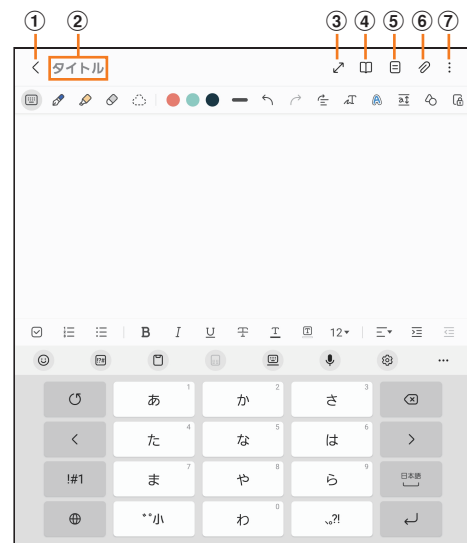 ① ② ③ ④ ⑤ ⑥ ⑦
タイトル
B I U T T T 12
あ 1 か 2 さ 3
た 4 な 5 は 6
!#1 ま 7 や 8 ら 9 日本語
゛゜小 わ 0 、。?!